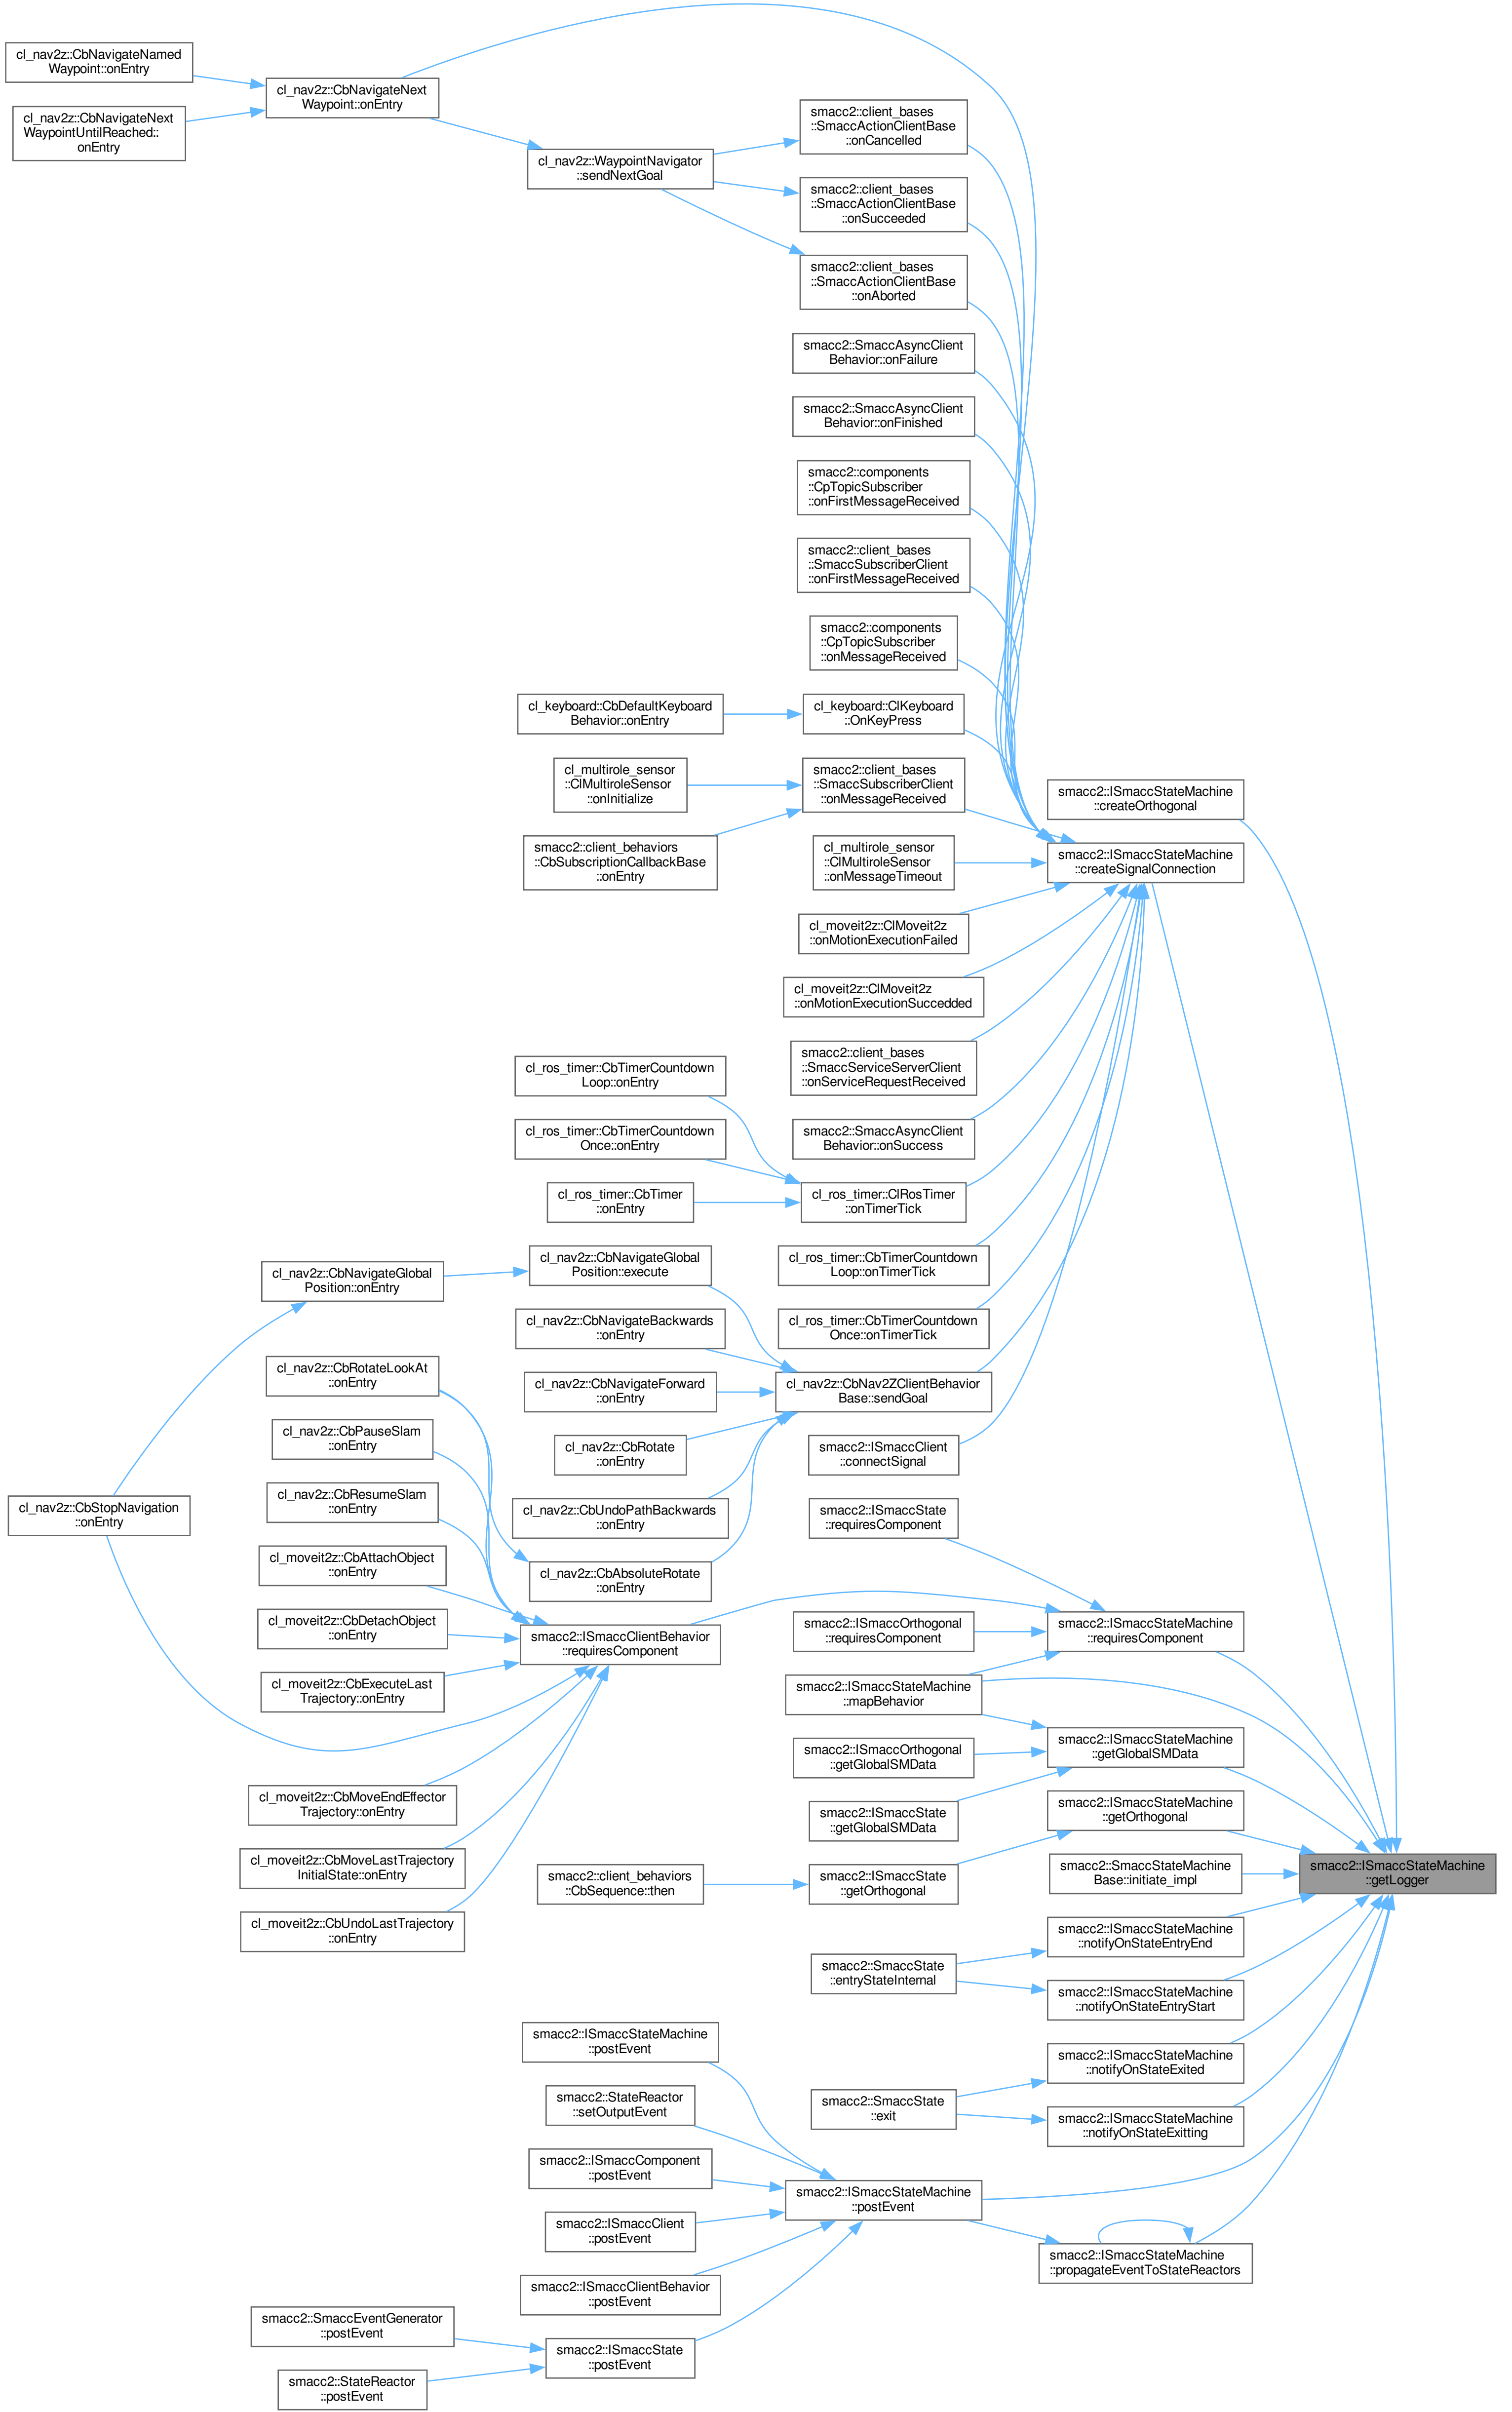 cl_nav2z::CbNavigateNamed
Waypoint::onEntry
cl_nav2z::CbNavigateNext
WaypointUntilReached::
onEntry
cl_nav2z::CbNavigateNext
Waypoint::onEntry
cl_nav2z::WaypointNavigator
::sendNextGoal
smacc2::client_bases
::SmaccActionClientBase
::onCancelled
smacc2::client_bases
::SmaccActionClientBase
::onSucceeded
smacc2::client_bases
::SmaccActionClientBase
::onAborted
smacc2::SmaccAsyncClient
Behavior::onFailure
smacc2::SmaccAsyncClient
Behavior::onFinished
smacc2::components
::CpTopicSubscriber
::onFirstMessageReceived
smacc2::client_bases
::SmaccSubscriberClient
::onFirstMessageReceived
smacc2::components
::CpTopicSubscriber
::onMessageReceived
cl_keyboard::CbDefaultKeyboard
Behavior::onEntry
cl_keyboard::ClKeyboard
::OnKeyPress
cl_multirole_sensor
::ClMultiroleSensor
::onInitialize
smacc2::client_bases
::SmaccSubscriberClient
::onMessageReceived
smacc2::ISmaccStateMachine
::createOrthogonal
smacc2::client_behaviors
::CbSubscriptionCallbackBase
::onEntry
cl_multirole_sensor
::ClMultiroleSensor
::onMessageTimeout
smacc2::ISmaccStateMachine
::createSignalConnection
cl_moveit2z::ClMoveit2z
::onMotionExecutionFailed
cl_moveit2z::ClMoveit2z
::onMotionExecutionSuccedded
smacc2::client_bases
::SmaccServiceServerClient
::onServiceRequestReceived
cl_ros_timer::CbTimerCountdown
Loop::onEntry
cl_ros_timer::CbTimerCountdown
Once::onEntry
smacc2::SmaccAsyncClient
Behavior::onSuccess
cl_ros_timer::CbTimer
::onEntry
cl_ros_timer::ClRosTimer
::onTimerTick
cl_nav2z::CbNavigateGlobal
Position::onEntry
cl_nav2z::CbNavigateGlobal
Position::execute
cl_ros_timer::CbTimerCountdown
Loop::onTimerTick
cl_nav2z::CbNavigateBackwards
::onEntry
cl_ros_timer::CbTimerCountdown
Once::onTimerTick
cl_nav2z::CbRotateLookAt
::onEntry
cl_nav2z::CbNavigateForward
::onEntry
cl_nav2z::CbNav2ZClientBehavior
Base::sendGoal
cl_nav2z::CbPauseSlam
::onEntry
cl_nav2z::CbRotate
::onEntry
smacc2::ISmaccClient
::connectSignal
cl_nav2z::CbStopNavigation
::onEntry
cl_nav2z::CbResumeSlam
::onEntry
cl_nav2z::CbUndoPathBackwards
::onEntry
smacc2::ISmaccState
::requiresComponent
cl_moveit2z::CbAttachObject
::onEntry
cl_nav2z::CbAbsoluteRotate
::onEntry
cl_moveit2z::CbDetachObject
::onEntry
smacc2::ISmaccClientBehavior
::requiresComponent
smacc2::ISmaccOrthogonal
::requiresComponent
smacc2::ISmaccStateMachine
::requiresComponent
cl_moveit2z::CbExecuteLast
Trajectory::onEntry
smacc2::ISmaccStateMachine
::mapBehavior
smacc2::ISmaccOrthogonal
::getGlobalSMData
smacc2::ISmaccStateMachine
::getGlobalSMData
cl_moveit2z::CbMoveEndEffector
Trajectory::onEntry
smacc2::ISmaccState
::getGlobalSMData
smacc2::ISmaccStateMachine
::getOrthogonal
cl_moveit2z::CbMoveLastTrajectory
InitialState::onEntry
smacc2::client_behaviors
::CbSequence::then
smacc2::ISmaccState
::getOrthogonal
smacc2::SmaccStateMachine
Base::initiate_impl
smacc2::ISmaccStateMachine
::getLogger
cl_moveit2z::CbUndoLastTrajectory
::onEntry
smacc2::ISmaccStateMachine
::notifyOnStateEntryEnd
smacc2::SmaccState
::entryStateInternal
smacc2::ISmaccStateMachine
::notifyOnStateEntryStart
smacc2::ISmaccStateMachine
::postEvent
smacc2::ISmaccStateMachine
::notifyOnStateExited
smacc2::StateReactor
::setOutputEvent
smacc2::SmaccState
::exit
smacc2::ISmaccStateMachine
::notifyOnStateExitting
smacc2::ISmaccComponent
::postEvent
smacc2::ISmaccStateMachine
::postEvent
smacc2::ISmaccClient
::postEvent
smacc2::ISmaccStateMachine
::propagateEventToStateReactors
smacc2::ISmaccClientBehavior
::postEvent
smacc2::SmaccEventGenerator
::postEvent
smacc2::ISmaccState
::postEvent
smacc2::StateReactor
::postEvent